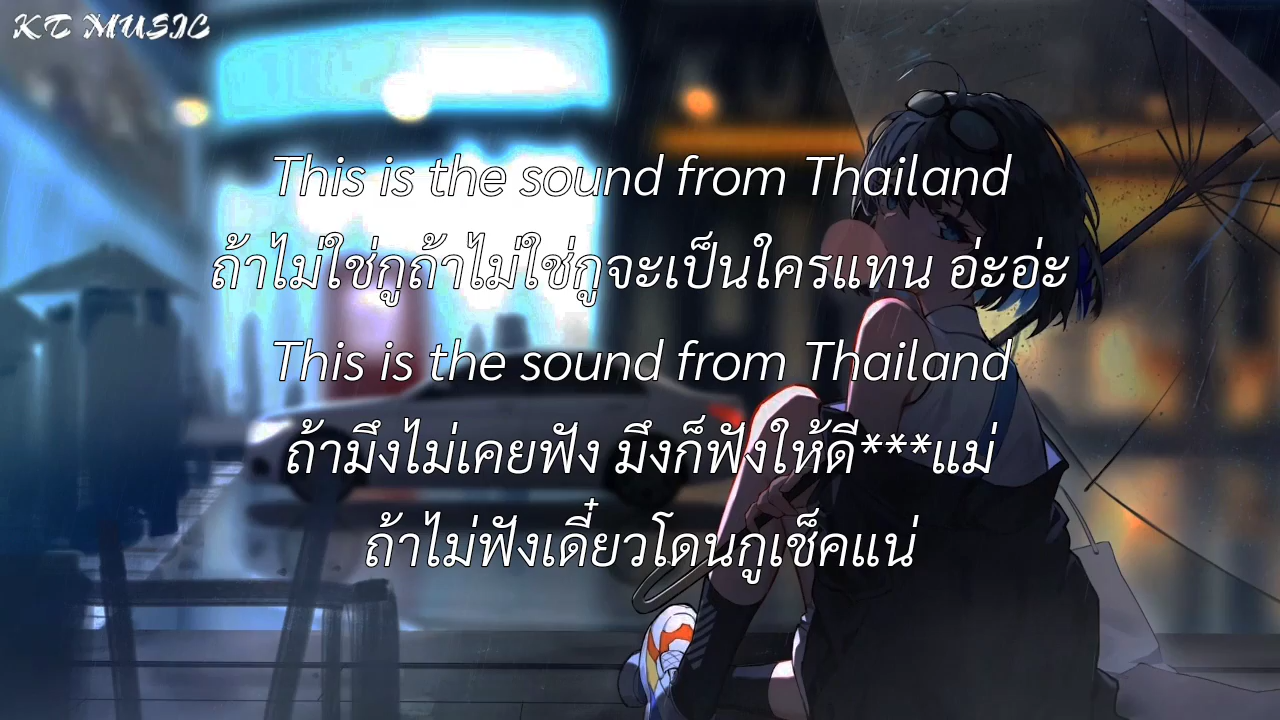 KT MUSIC
This is the sound from Thailand
ถ้าไม่ใช่กูถ้าไม่ใช่กูจะเป็นใครแทน อ่ะอ่ะ
This is the sound from Thailand
ถ้ามึงไม่เคยฟัง มึงก็ฟังให้ดี***แม่
ถ้าไม่ฟังเดี๋ยวโดนกูเช็คแน่